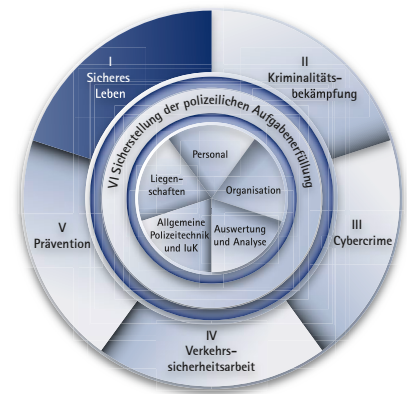 I
Sicheres
Leben
II
Kriminalitäts-
bekämpfung
III
Cybercrime
IV
Verkehrs-
sicherheitsarbeit
V
Prävention
VI Sicherstellung der polizeilichen Aufgabenerfüllung
Personal
Organisation
Auswertung
und Analyse
Allgemeine
Polizeitechnik
und IuK
Liegen-
schaften